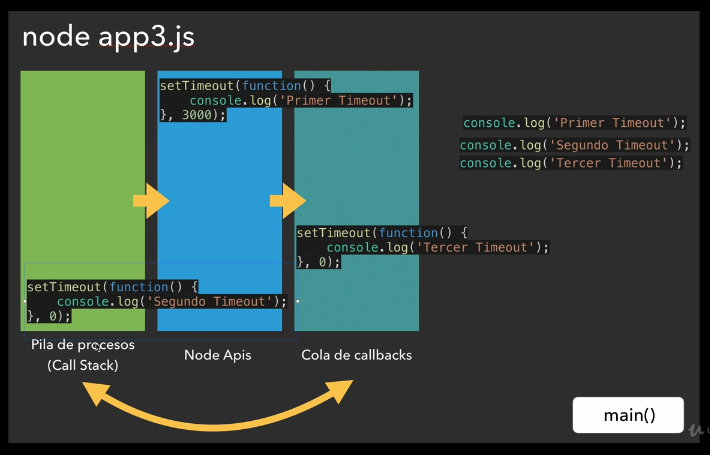 node app3.js
setTimeout(function() {
console.log('Primer Timeout');
}, 3000);
console.log('Primer Timeout');
console.log('Segundo Timeout');
console.log('Tercer Timeout');
setTimeout(function() {
console.log('Tercer Timeout');
}, 0);
setTimeout(function() {
console.log('Segundo Timeout');
}, 0);
Pila de procesos
(Call Stack)
Node Apis
Cola de callbacks
main()